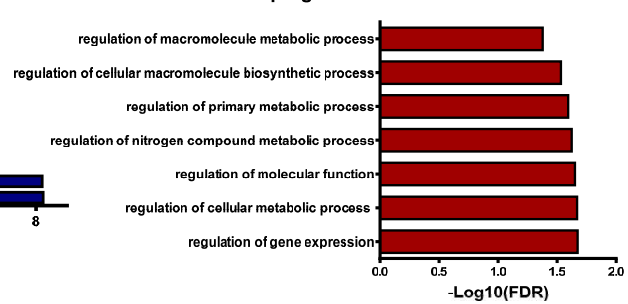 regulation of macromolecule metabolic process
regulation of cellular macromolecule biosynthetic process
regulation of primary metabolic process
regulation of nitrogen compound metabolic process
regulation of molecular function
regulation of cellular metabolic process
regulation of gene expression
8
0.0 0.5 1.0 1.5 2.0
-Log10(FDR)